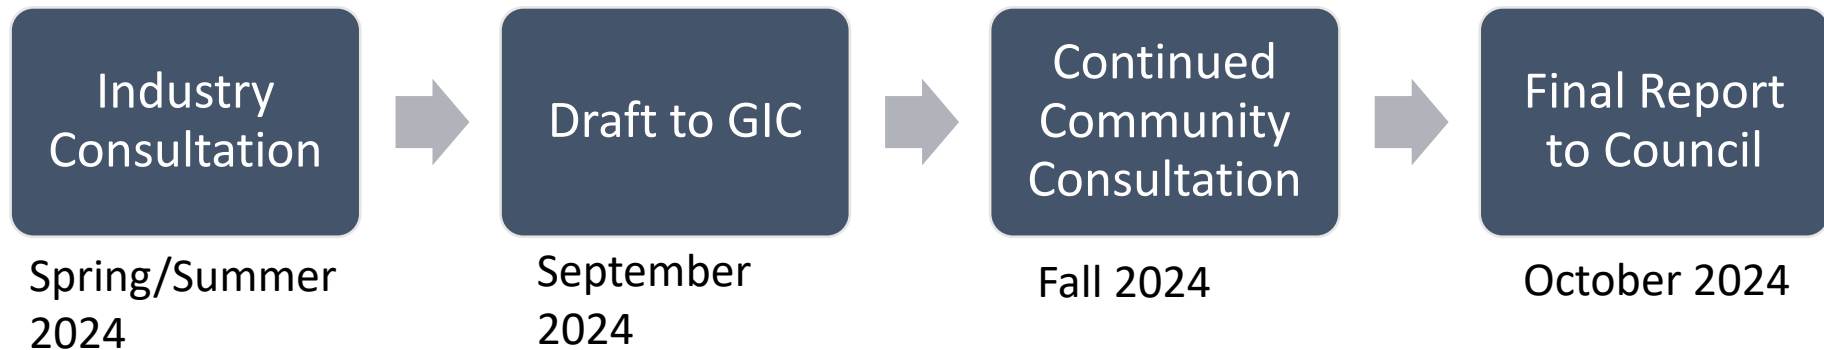 Industry
Consultation
Spring/Summer
2024
Draft to GIC
September
2024
Continued
Community
Consultation
Fall 2024
Final Report
to Council
October 2024